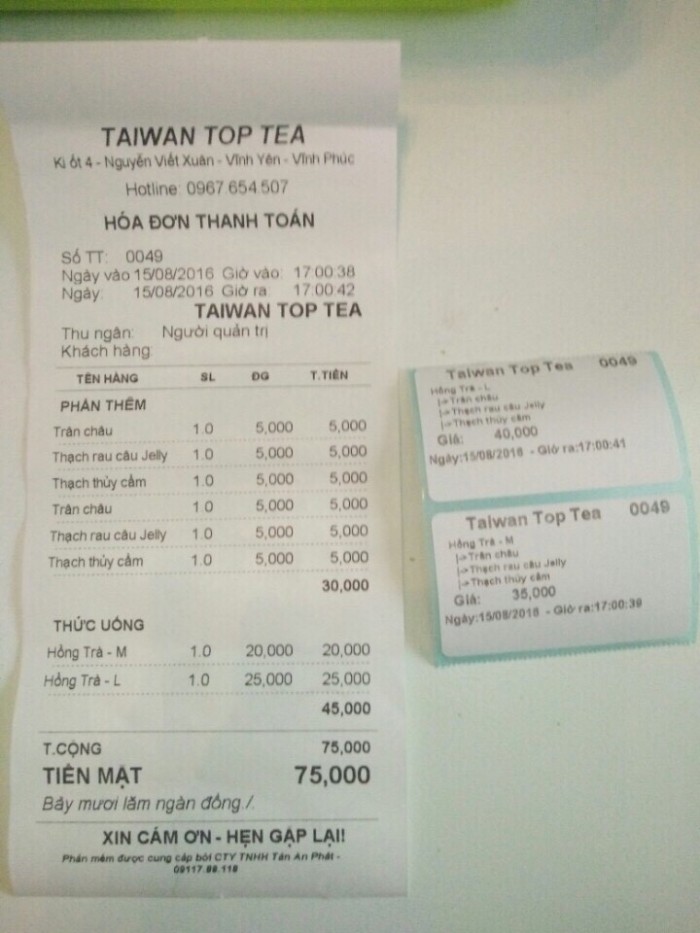 TAIWAN TOP TEA
Ki ốt 4 - Nguyễn Viết Xuân - Vĩnh Yên - Vĩnh Phúc
Hotline: 0967.654.507
HÓA ĐƠN THANH TOÁN
Số TT: 0049
Ngày vào 15/08/2016 Giờ vào: 17:00:38
Ngày: 15/08/2016 Giờ ra: 17:00:42
TAIWAN TOP TEA
Thu ngân: Người quản trị
Khách hàng:
TÊN HÀNG SL ĐG T.TIỀN
PHẦN THÊM
Trân châu 1.0 5,000 5,000
Thạch rau câu Jelly 1.0 5,000 5,000
Thạch thủy cầm 1.0 5,000 5,000
Trân châu 1.0 5,000 5,000
Thạch rau câu Jelly 1.0 5,000 5,000
Thạch thủy cầm 1.0 5,000 5,000
30,000
THỨC UỐNG
Hồng Trà - M 1.0 20,000 20,000
Hồng Trà - L 1.0 25,000 25,000
45,000
T.CỘNG 75,000
TIỀN MẶT 75,000
Bảy mươi lăm ngàn đồng./.
XIN CẢM ƠN - HẸN GẶP LẠI!
Phần mềm được cung cấp bởi CTY TNHH Tân An Phát -
Taiwan Top Tea 0049
Hồng Trà - L
|->Trân châu
|->Thạch rau câu Jelly
|->Thạch thủy cầm
Giá: 40,000
Ngày:15/08/2016 - Giờ ra:17:00:41
Taiwan Top Tea 0049
Hồng Trà - M
|->Trân châu
|->Thạch rau câu Jelly
|->Thạch thủy cầm
Giá: 35,000
Ngày:15/08/2016 - Giờ ra:17:00:39